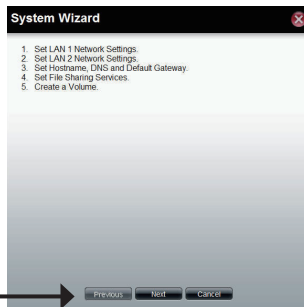 System Wizard
1. Set LAN 1 Network Settings.
2. Set LAN 2 Network Settings.
3. Set Hostname, DNS and Default Gateway.
4. Set File Sharing Services.
5. Create a Volume.
Previous Next Cancel